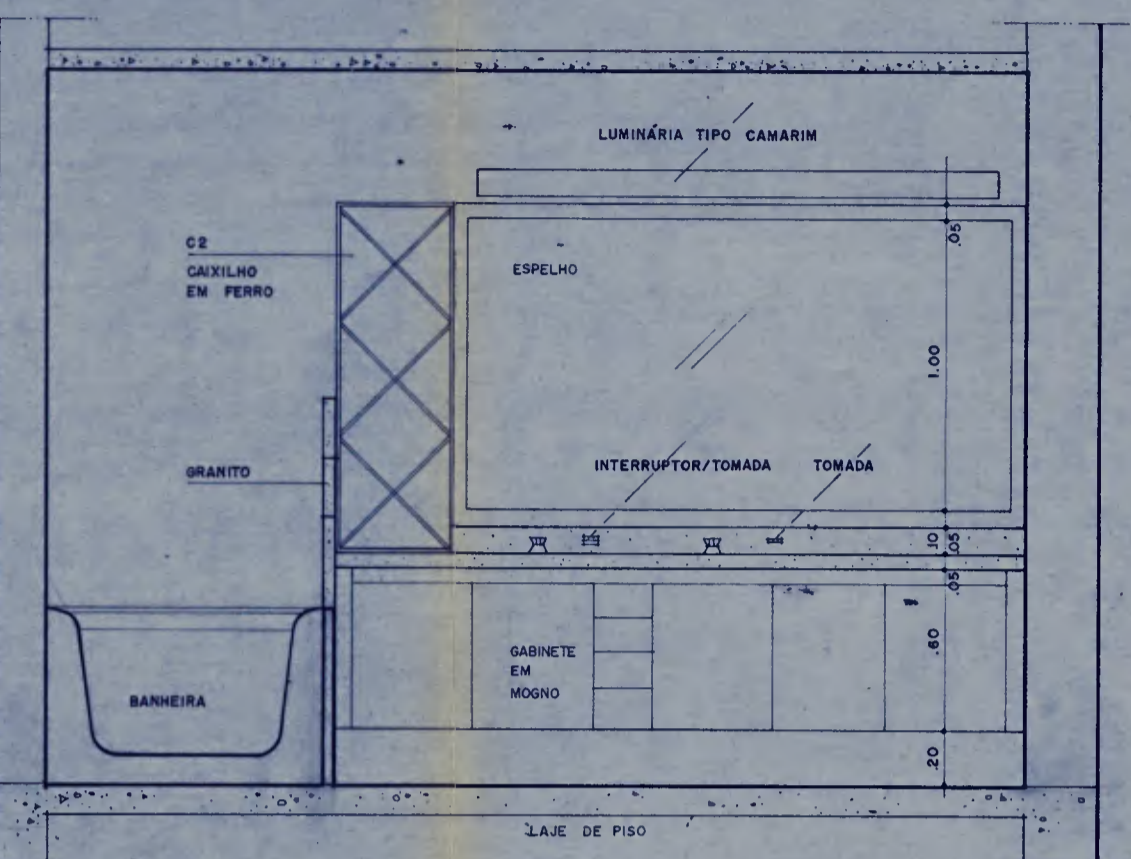 LUMINÁRIA TIPO CAMARIM
C2
CAIXILHO
EM FERRO
ESPELHO
.05
1.00
GRANITO
INTERRUPTOR/TOMADA
TOMADA
.10
.05
.05
.60
GABINETE
EM
MOGNO
BANHEIRA
.20
LAJE DE PISO